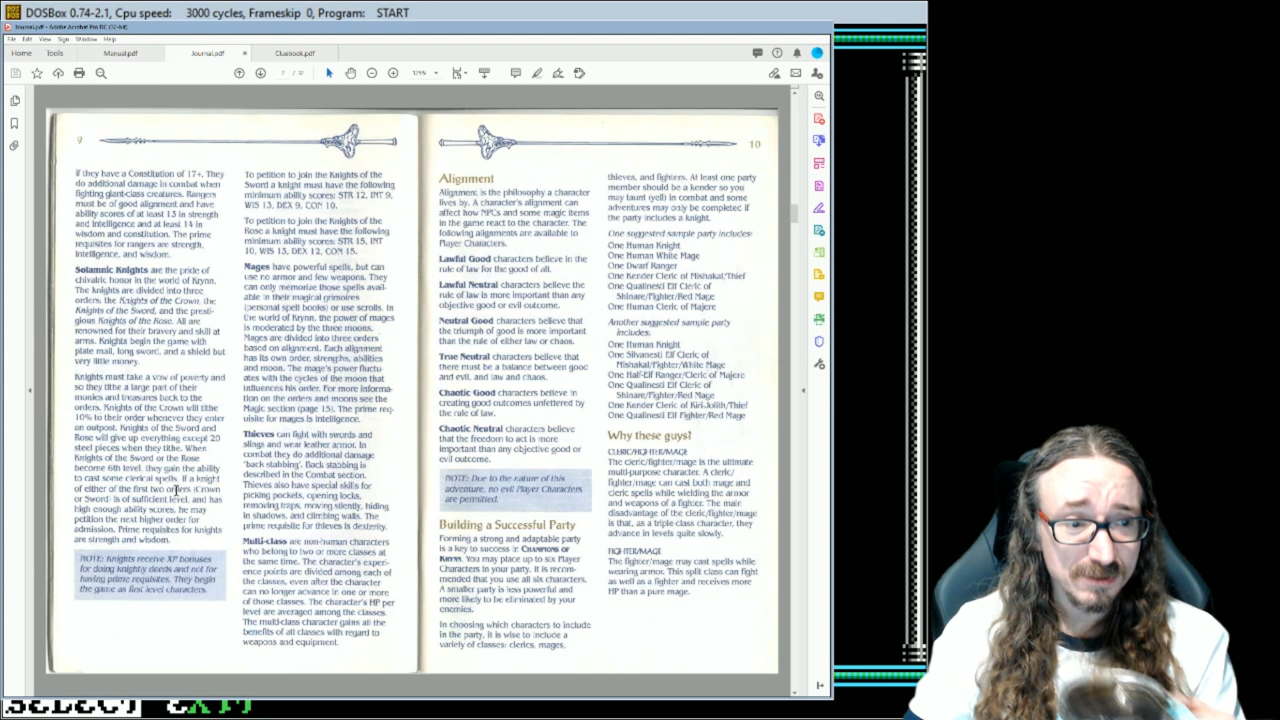 DOSBox 0.74-2.1, Cpu speed: 3000 cycles, Frameskip 0, Program: START
Journal.pdf - Adobe Acrobat Pro DC (32-bit)
File Edit View Sign Window Help
Home Tools Manual.pdf Journal.pdf × Cluebook.pdf
7 / 32 125%
9
if they have a Constitution of 17+. They
do additional damage in combat when
fighting giant-class creatures. Rangers
must be of good alignment and have
ability scores of at least 13 in strength
and intelligence and at least 14 in
wisdom and constitution. The prime
requisites for rangers are strength,
intelligence, and wisdom.
Solamnic Knights are the pride of
chivalric honor in the world of Krynn.
The knights are divided into three
orders, the Knights of the Crown, the
Knights of the Sword, and the presti-
gious Knights of the Rose. All are
renowned for their bravery and skill at
arms. Knights begin the game with
plate mail, long sword, and a shield but
very little money.
Knights must take a vow of poverty and
so they tithe a large part of their
monies and treasures back to the
orders. Knights of the Crown will tithe
10% to their order whenever they enter
an outpost. Knights of the Sword and
Rose will give up everything except 20
steel pieces when they tithe. When
Knights of the Sword or the Rose
become 6th level, they gain the ability
to cast some clerical spells. If a knight
of either of the first two orders (Crown
or Sword) is of sufficient level, and has
high enough ability scores, he may
petition the next higher order for
admission. Prime requisites for knights
are strength and wisdom.
NOTE: Knights receive XP bonuses
for doing knightly deeds and not for
having prime requisites. They begin
the game as first level characters.
To petition to join the Knights of the
Sword a knight must have the following
minimum ability scores: STR 12, INT 9,
WIS 13, DEX 9, CON 10.
To petition to join the Knights of the
Rose a knight must have the following
minimum ability scores: STR 15, INT
10, WIS 13, DEX 12, CON 15.
Mages have powerful spells, but can
use no armor and few weapons. They
can only memorize those spells avail-
able in their magical grimoires
(personal spell books) or use scrolls. In
the world of Krynn, the power of mages
is moderated by the three moons.
Mages are divided into three orders
based on alignment. Each alignment
has its own order, strengths, abilities
and moon. The mage's power fluctu-
ates with the cycles of the moon that
influences his order. For more informa-
tion on the orders and moons see the
Magic section (page 15). The prime req-
uisite for mages is intelligence.
Thieves can fight with swords and
slings and wear leather armor. In
combat they do additional damage
'back stabbing'. Back stabbing is
described in the Combat section.
Thieves also have special skills for
picking pockets, opening locks,
removing traps, moving silently, hiding
in shadows, and climbing walls. The
prime requisite for thieves is dexterity.
Multi-class are non-human characters
who belong to two or more classes at
the same time. The character's experi-
ence points are divided among each of
the classes, even after the character
can no longer advance in one or more
of those classes. The character's HP per
level are averaged among the classes.
The multi-class character gains all the
benefits of all classes with regard to
weapons and equipment.
10
Alignment
Alignment is the philosophy a character
lives by. A character's alignment can
affect how NPCs and some magic items
in the game react to the character. The
following alignments are available to
Player Characters.
Lawful Good characters believe in the
rule of law for the good of all.
Lawful Neutral characters believe the
rule of law is more important than any
objective good or evil outcome.
Neutral Good characters believe that
the triumph of good is more important
than the rule of either law or chaos.
True Neutral characters believe that
there must be a balance between good
and evil, and law and chaos.
Chaotic Good characters believe in
creating good outcomes unfettered by
the rule of law.
Chaotic Neutral characters believe
that the freedom to act is more
important than any objective good or
evil outcome.
NOTE: Due to the nature of this
adventure, no evil Player Characters
are permitted.
Building a Successful Party
Forming a strong and adaptable party
is a key to success in CHAMPIONS OF
KRYNN. You may place up to six Player
Characters in your party. It is recom-
mended that you use all six characters.
A smaller party is less powerful and
more likely to be eliminated by your
enemies.
In choosing which characters to include
in the party, it is wise to include a
variety of classes: clerics, mages,
thieves, and fighters. At least one party
member should be a kender so you
may taunt (yell) in combat and some
adventures may only be completed if
the party includes a knight.
One suggested sample party includes:
One Human Knight
One Human White Mage
One Dwarf Ranger
One Kender Cleric of Mishakal/Thief
One Qualinesti Elf Cleric of
Shinare/Fighter/Red Mage
One Human Cleric of Majere
Another suggested sample party
includes:
One Human Knight
One Silvanesti Elf Cleric of
Mishakal/Fighter/White Mage
One Half-Elf Ranger/Cleric of Majere
One Qualinesti Elf Cleric of
Shinare/Fighter/Red Mage
One Kender Cleric of Kiri-Jolith/Thief
One Qualinesti Elf Fighter/Red Mage
Why these guys?
CLERIC/FIGHTER/MAGE
The cleric/fighter/mage is the ultimate
multi-purpose character. A cleric/
fighter/mage can cast both mage and
cleric spells while wielding the armor
and weapons of a fighter. The main
disadvantage of the cleric/fighter/mage
is that, as a triple-class character, they
advance in levels quite slowly.
FIGHTER/MAGE
The fighter/mage may cast spells while
wearing armor. This split class can fight
as well as a fighter and receives more
HP than a pure mage.
SELECT EXIT